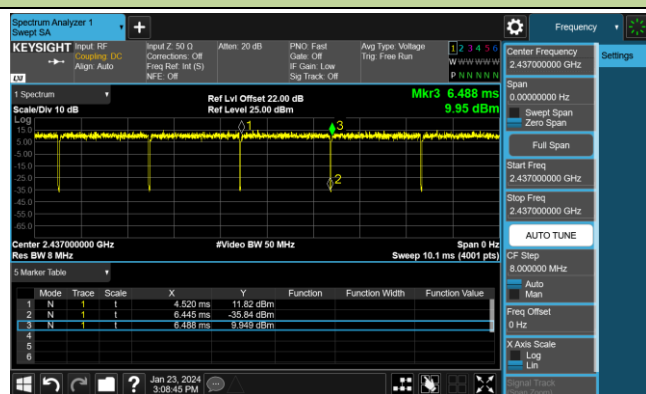 Spectrum Analyzer 1
Swept SA
+
Frequency
KEYSIGHT
Input: RF
Coupling: DC
Align: Auto
Input Z: 50 Ω
Corrections: Off
Freq Ref: Int (S)
NFE: Off
Atten: 20 dB
PNO: Fast
Gate: Off
IF Gain: Low
Sig Track: Off
Avg Type: Voltage
Trig: Free Run
1 2 3 4 5 6
W W W W W W
P N N N N N
LXI
1 Spectrum
Scale/Div 10 dB
Ref Lvl Offset 22.00 dB
Ref Level 25.00 dBm
Mkr3 6.488 ms
9.95 dBm
Log
15.0
5.00
-5.00
-15.0
-25.0
-35.0
-45.0
-55.0
-65.0
1
3
2
Center 2.437000000 GHz
Res BW 8 MHz
#Video BW 50 MHz
Span 0 Hz
Sweep 10.1 ms (4001 pts)
5 Marker Table
Mode Trace Scale X Y Function Function Width Function Value
1 N 1 t 4.520 ms 11.82 dBm
2 N 1 t 6.445 ms -35.84 dBm
3 N 1 t 6.488 ms 9.949 dBm
4
5
6
Center Frequency
2.437000000 GHz
Settings
Span
0.00000000 Hz
Swept Span
Zero Span
Full Span
Start Freq
2.437000000 GHz
Stop Freq
2.437000000 GHz
AUTO TUNE
CF Step
8.000000 MHz
Auto
Man
Freq Offset
0 Hz
X Axis Scale
Log
Lin
Signal Track
(Span Zoom)
?
Jan 23, 2024
3:08:45 PM